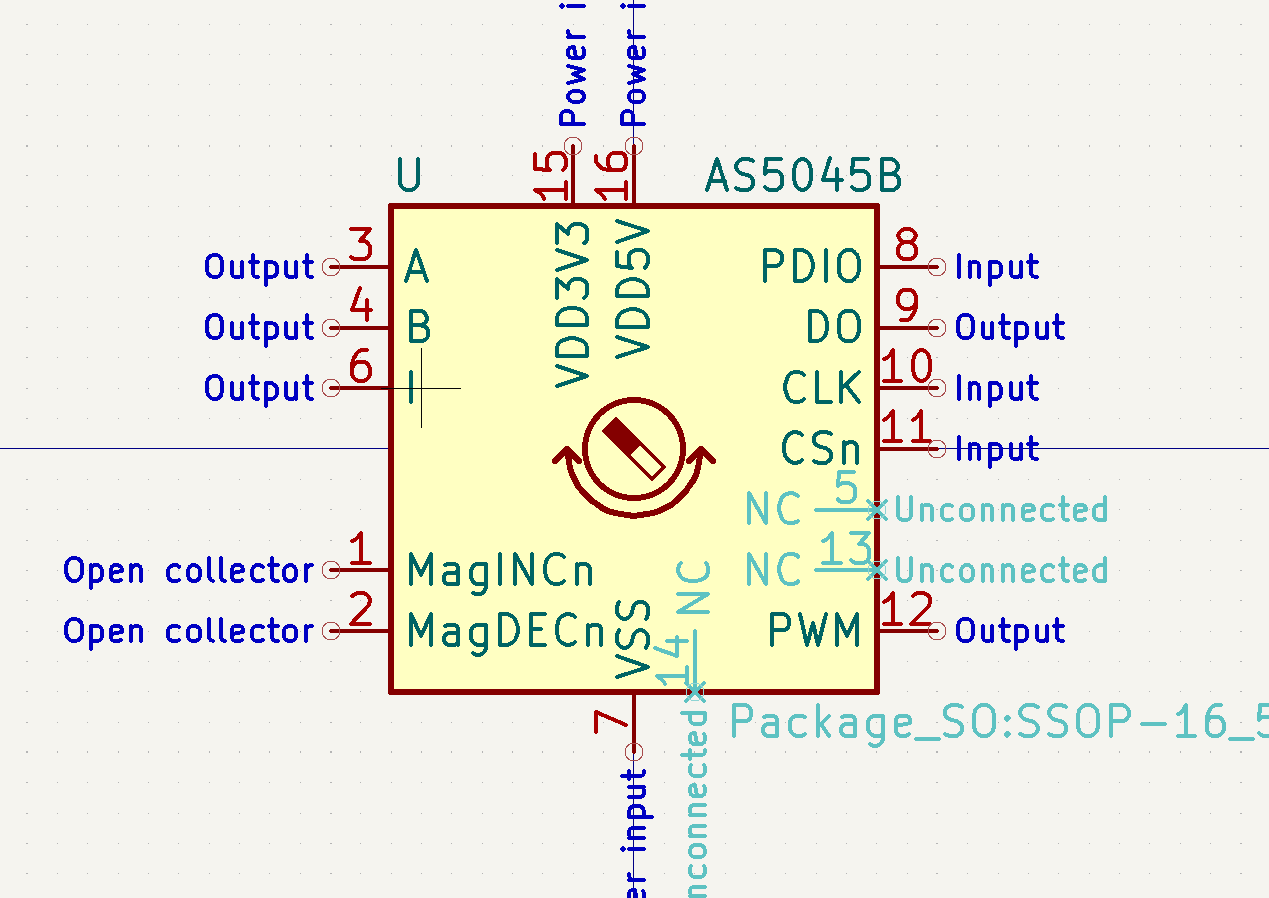 Power i
Power i
15
16
U
AS5045B
VDD3V3
VDD5V
Output 3 A
PDIO 8 Input
Output 4 B
DO 9 Output
Output 6 I
CLK 10 Input
CSn 11 Input
NC 5 Unconnected
Open collector 1 MagINCn
NC 13 Unconnected
Open collector 2 MagDECn
PWM 12 Output
VSS
NC
14
7
Package_SO:SSOP-16_5
er input
nconnected